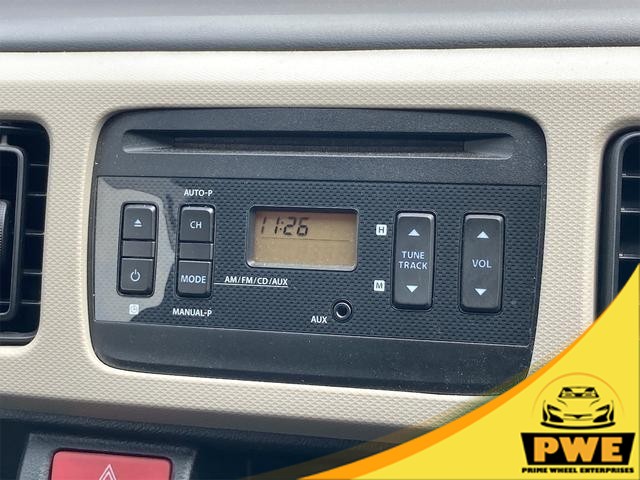 AUTO-P
CH
11:26
H
TUNE
TRACK
VOL
MODE
AM/FM/CD/AUX
M
C
MANUAL-P
AUX
PWE
PRIME WHEEL ENTERPRISES